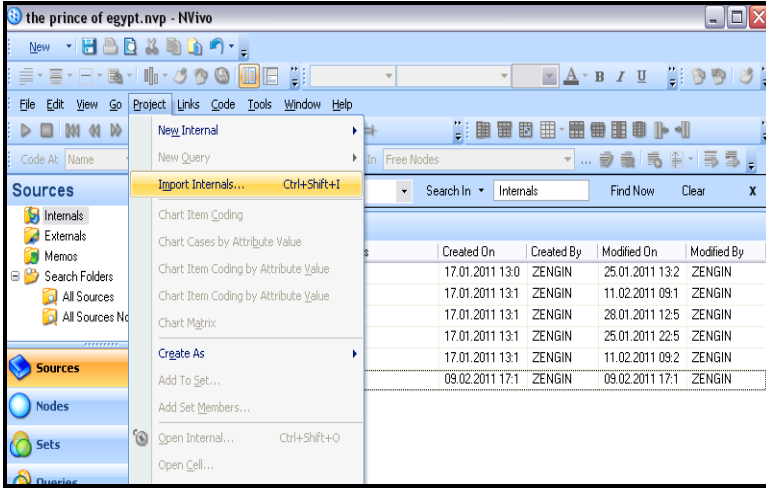 the prince of egypt.nvp - NVivo
New
A B I U
File Edit View Go Project Links Code Tools Window Help
New Internal
Code At Name New Query In Free Nodes ...
Sources Import Internals... Ctrl+Shift+I Search In Internals Find Now Clear x
Internals Chart Item Coding
Externals Chart Cases by Attribute Value Created On Created By Modified On Modified By
Memos Chart Item Coding by Attribute Value 17.01.2011 13:0 ZENGIN 25.01.2011 13:2 ZENGIN
Search Folders Chart Item Coding by Attribute Value 17.01.2011 13:1 ZENGIN 11.02.2011 09:1 ZENGIN
All Sources Chart Matrix 17.01.2011 13:1 ZENGIN 28.01.2011 12:5 ZENGIN
All Sources No 17.01.2011 13:1 ZENGIN 25.01.2011 22:5 ZENGIN
Create As 17.01.2011 13:1 ZENGIN 11.02.2011 09:2 ZENGIN
Sources Add To Set... 09.02.2011 17:1 ZENGIN 09.02.2011 17:1 ZENGIN
Nodes Add Set Members...
Sets Open Internal... Ctrl+Shift+O
Queries Open Cell...